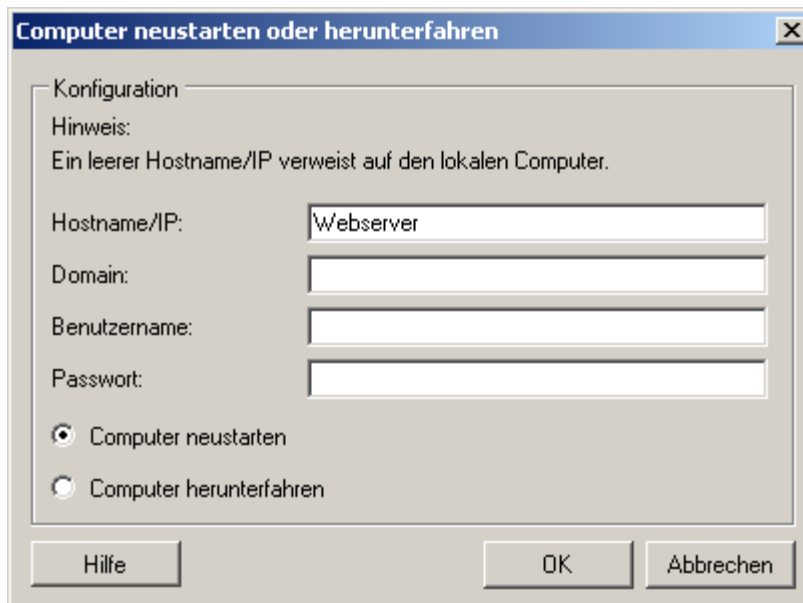 Computer neustarten oder herunterfahren
Konfiguration
Hinweis:
Ein leerer Hostname/IP verweist auf den lokalen Computer.
Hostname/IP: Webserver
Domain:
Benutzername:
Passwort:
Computer neustarten
Computer herunterfahren
Hilfe OK Abbrechen